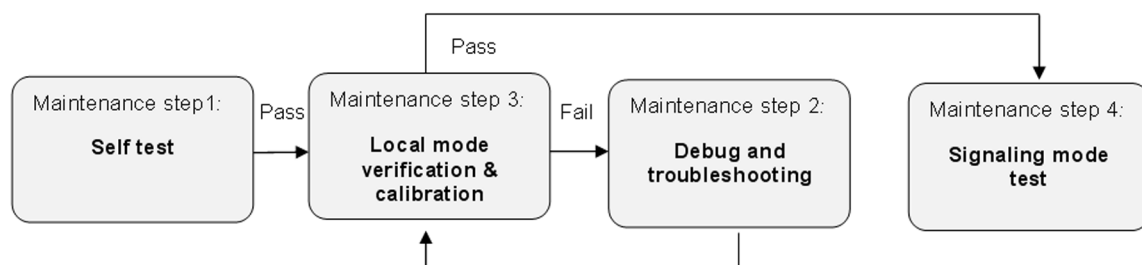 Pass
Maintenance step1:
Self test
Pass
Maintenance step 3:
Local mode
verification &
calibration
Fail
Maintenance step 2:
Debug and
troubleshooting
Maintenance step 4:
Signaling mode
test